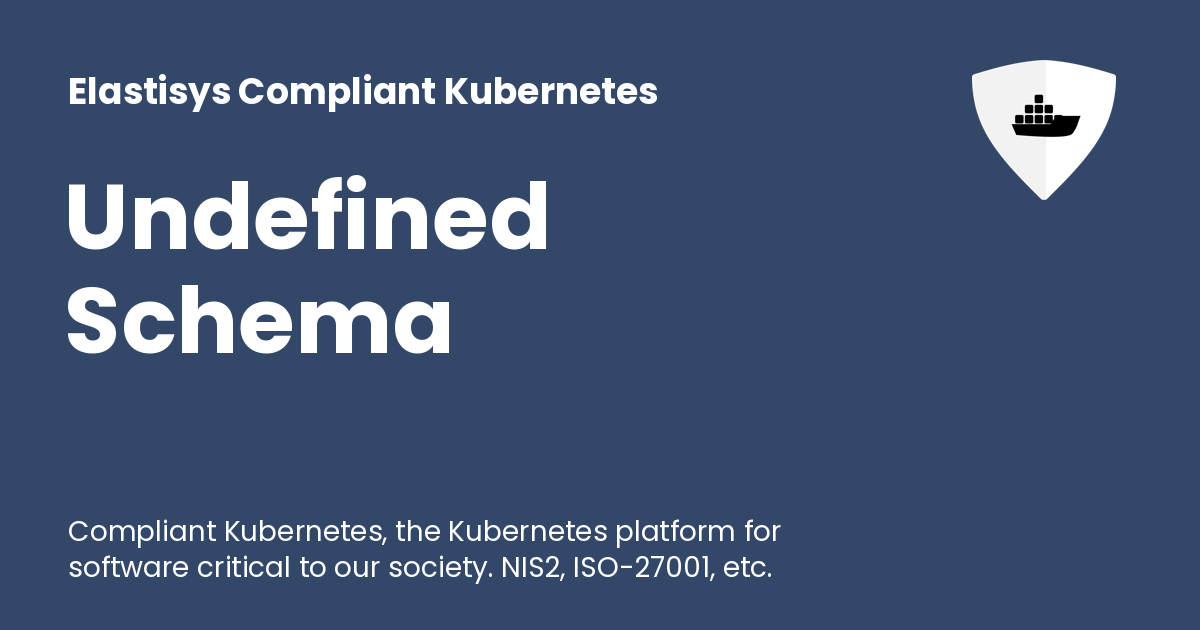 Elastisys Compliant Kubernetes
Undefined
Schema
Compliant Kubernetes, the Kubernetes platform for
software critical to our society. NIS2, ISO-27001, etc.